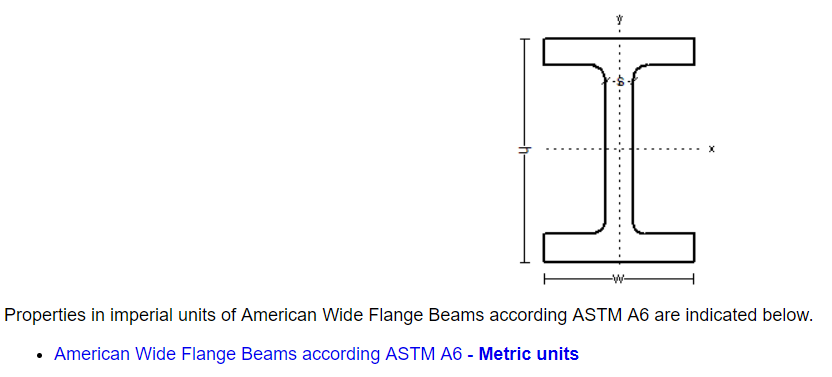 y
s
h
x
w
Properties in imperial units of American Wide Flange Beams according ASTM A6 are indicated below.
American Wide Flange Beams according ASTM A6 - Metric units